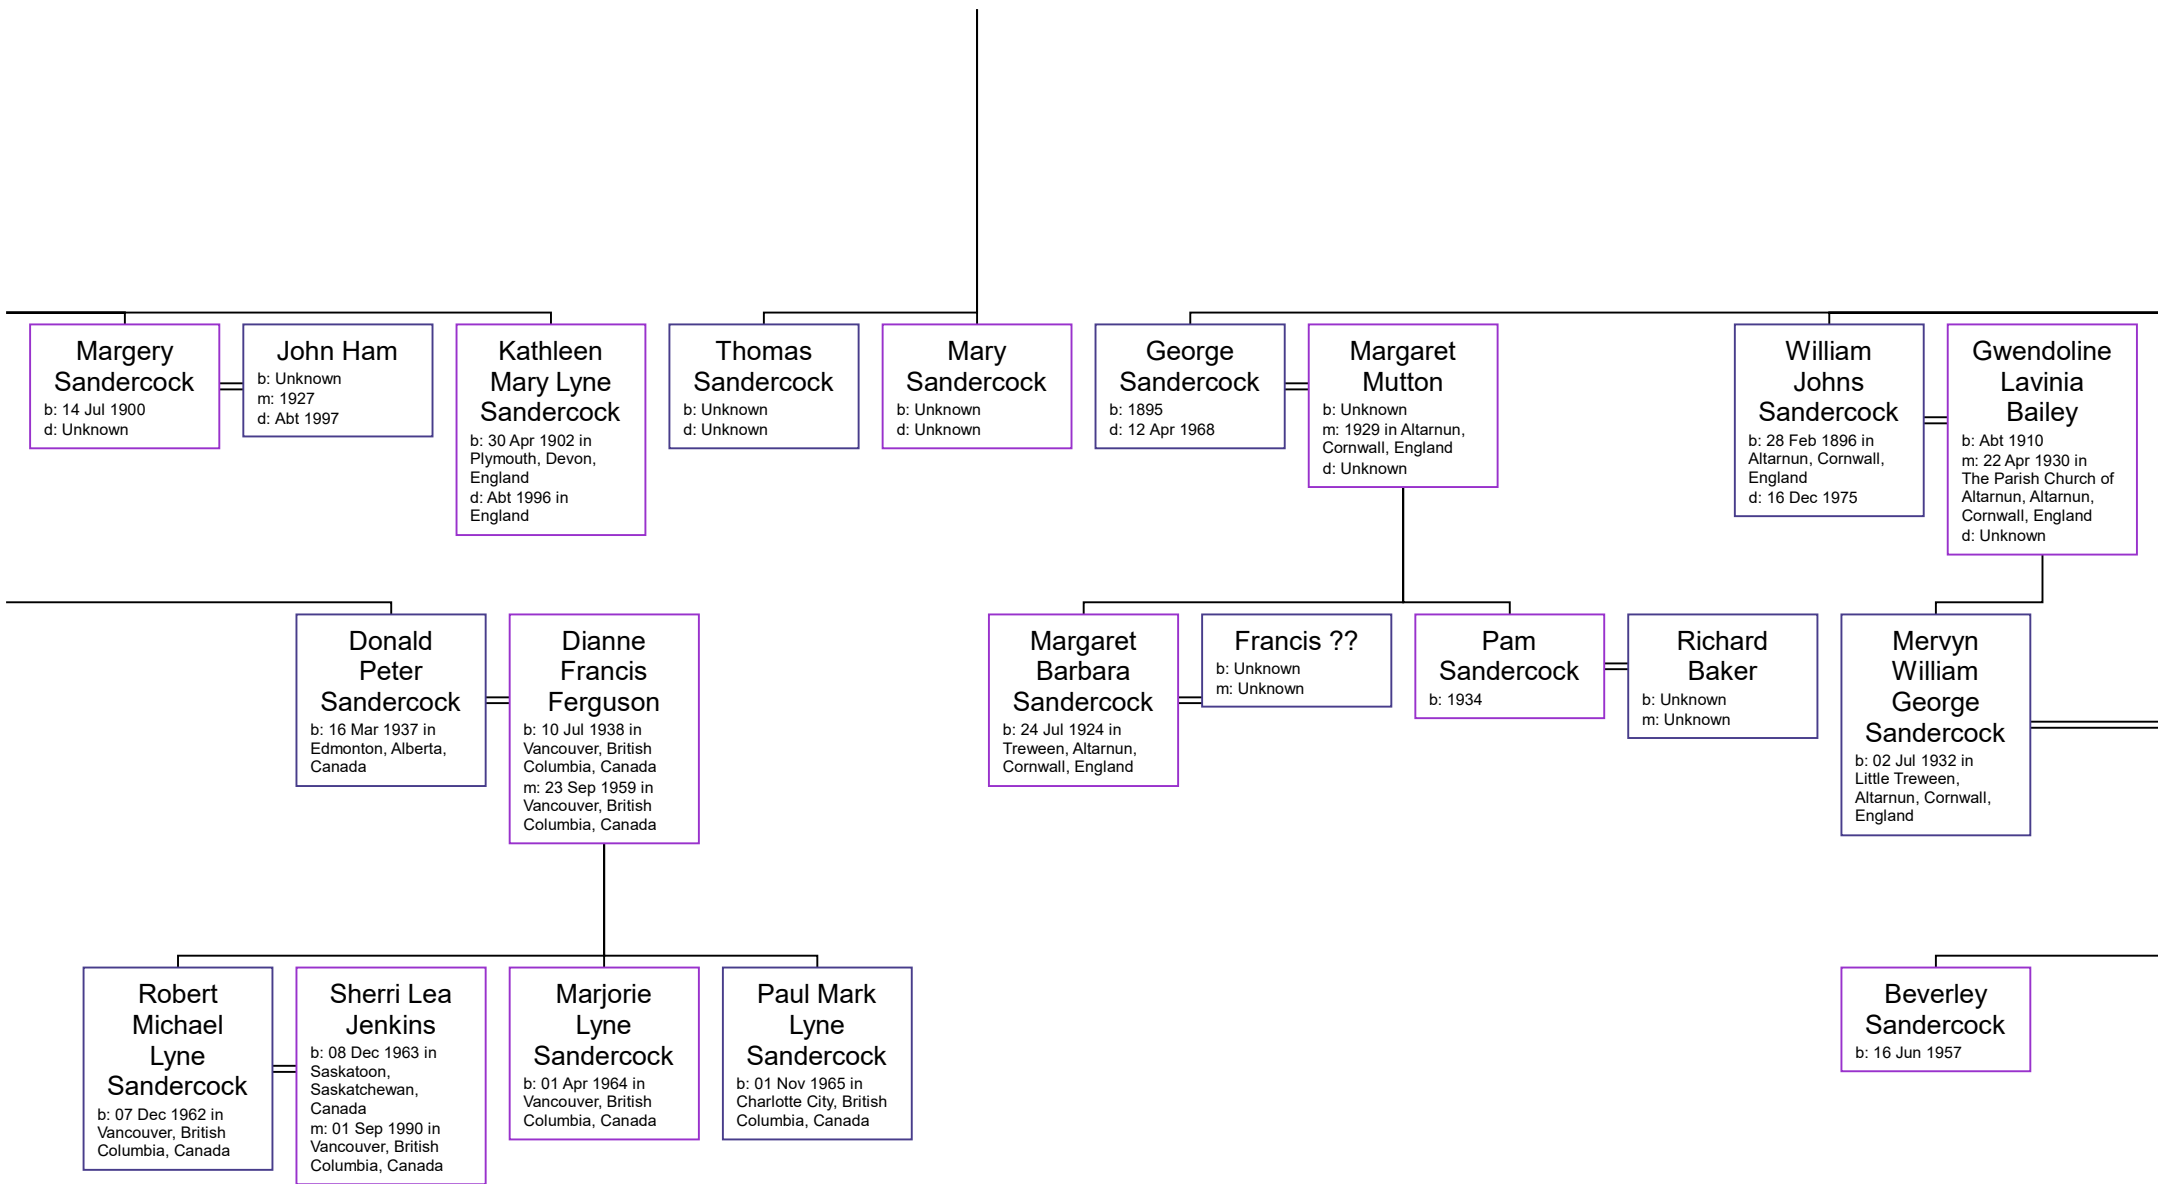 Margery
Sandercock
b: 14 Jul 1900
d: Unknown
John Ham
b: Unknown
m: 1927
d: Abt 1997
Kathleen
Mary Lyne
Sandercock
b: 30 Apr 1902 in
Plymouth, Devon,
England
d: Abt 1996 in
England
Thomas
Sandercock
b: Unknown
d: Unknown
Mary
Sandercock
b: Unknown
d: Unknown
George
Sandercock
b: 1895
d: 12 Apr 1968
Margaret
Mutton
b: Unknown
m: 1929 in Altarnun,
Cornwall, England
d: Unknown
William
Johns
Sandercock
b: 28 Feb 1896 in
Altarnun, Cornwall,
England
d: 16 Dec 1975
Gwendoline
Lavinia
Bailey
b: Abt 1910
m: 22 Apr 1930 in
The Parish Church of
Altarnun, Altarnun,
Cornwall, England
d: Unknown
Donald
Peter
Sandercock
b: 16 Mar 1937 in
Edmonton, Alberta,
Canada
Dianne
Francis
Ferguson
b: 10 Jul 1938 in
Vancouver, British
Columbia, Canada
m: 23 Sep 1959 in
Vancouver, British
Columbia, Canada
Margaret
Barbara
Sandercock
b: 24 Jul 1924 in
Treween, Altarnun,
Cornwall, England
Francis ??
b: Unknown
m: Unknown
Pam
Sandercock
b: 1934
Richard
Baker
b: Unknown
m: Unknown
Mervyn
William
George
Sandercock
b: 02 Jul 1932 in
Little Treween,
Altarnun, Cornwall,
England
Robert
Michael
Lyne
Sandercock
b: 07 Dec 1962 in
Vancouver, British
Columbia, Canada
Sherri Lea
Jenkins
b: 08 Dec 1963 in
Saskatoon,
Saskatchewan,
Canada
m: 01 Sep 1990 in
Vancouver, British
Columbia, Canada
Marjorie
Lyne
Sandercock
b: 01 Apr 1964 in
Vancouver, British
Columbia, Canada
Paul Mark
Lyne
Sandercock
b: 01 Nov 1965 in
Charlotte City, British
Columbia, Canada
Beverley
Sandercock
b: 16 Jun 1957